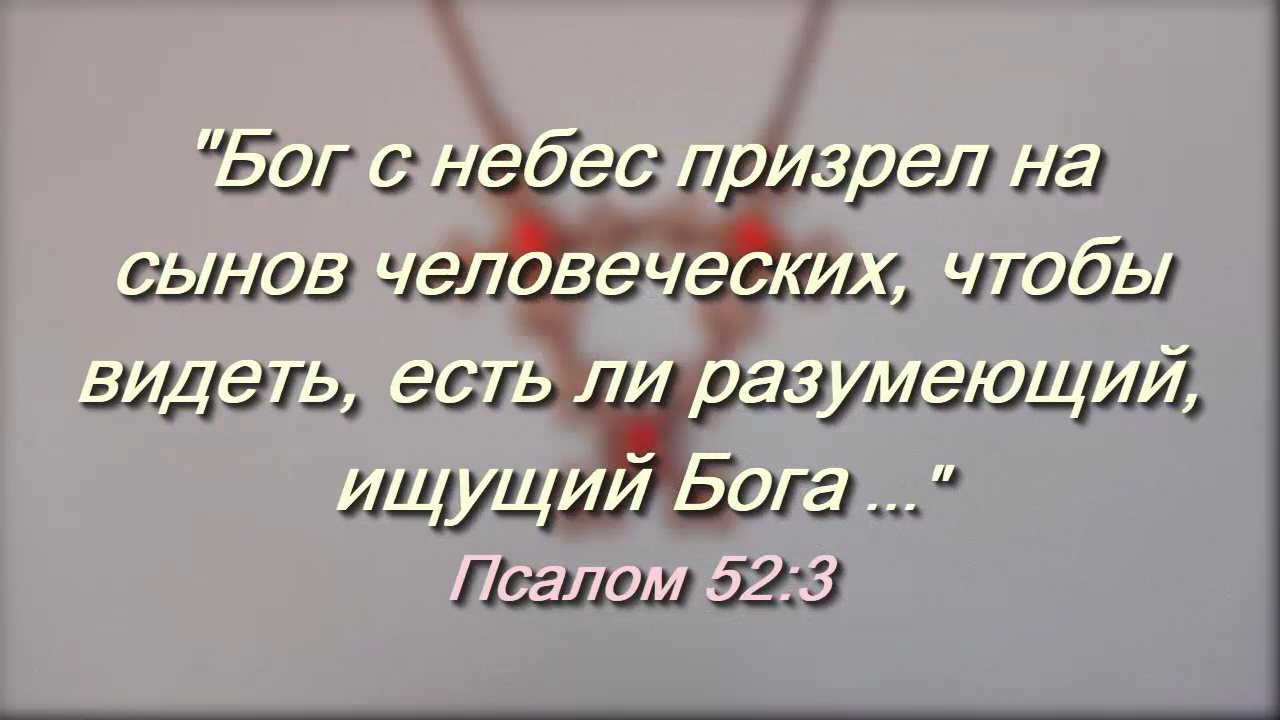 "Бог с небес призрел на
сынов человеческих, чтобы
видеть, есть ли разумеющий,
ищущий Бога ..."
Псалом 52:3